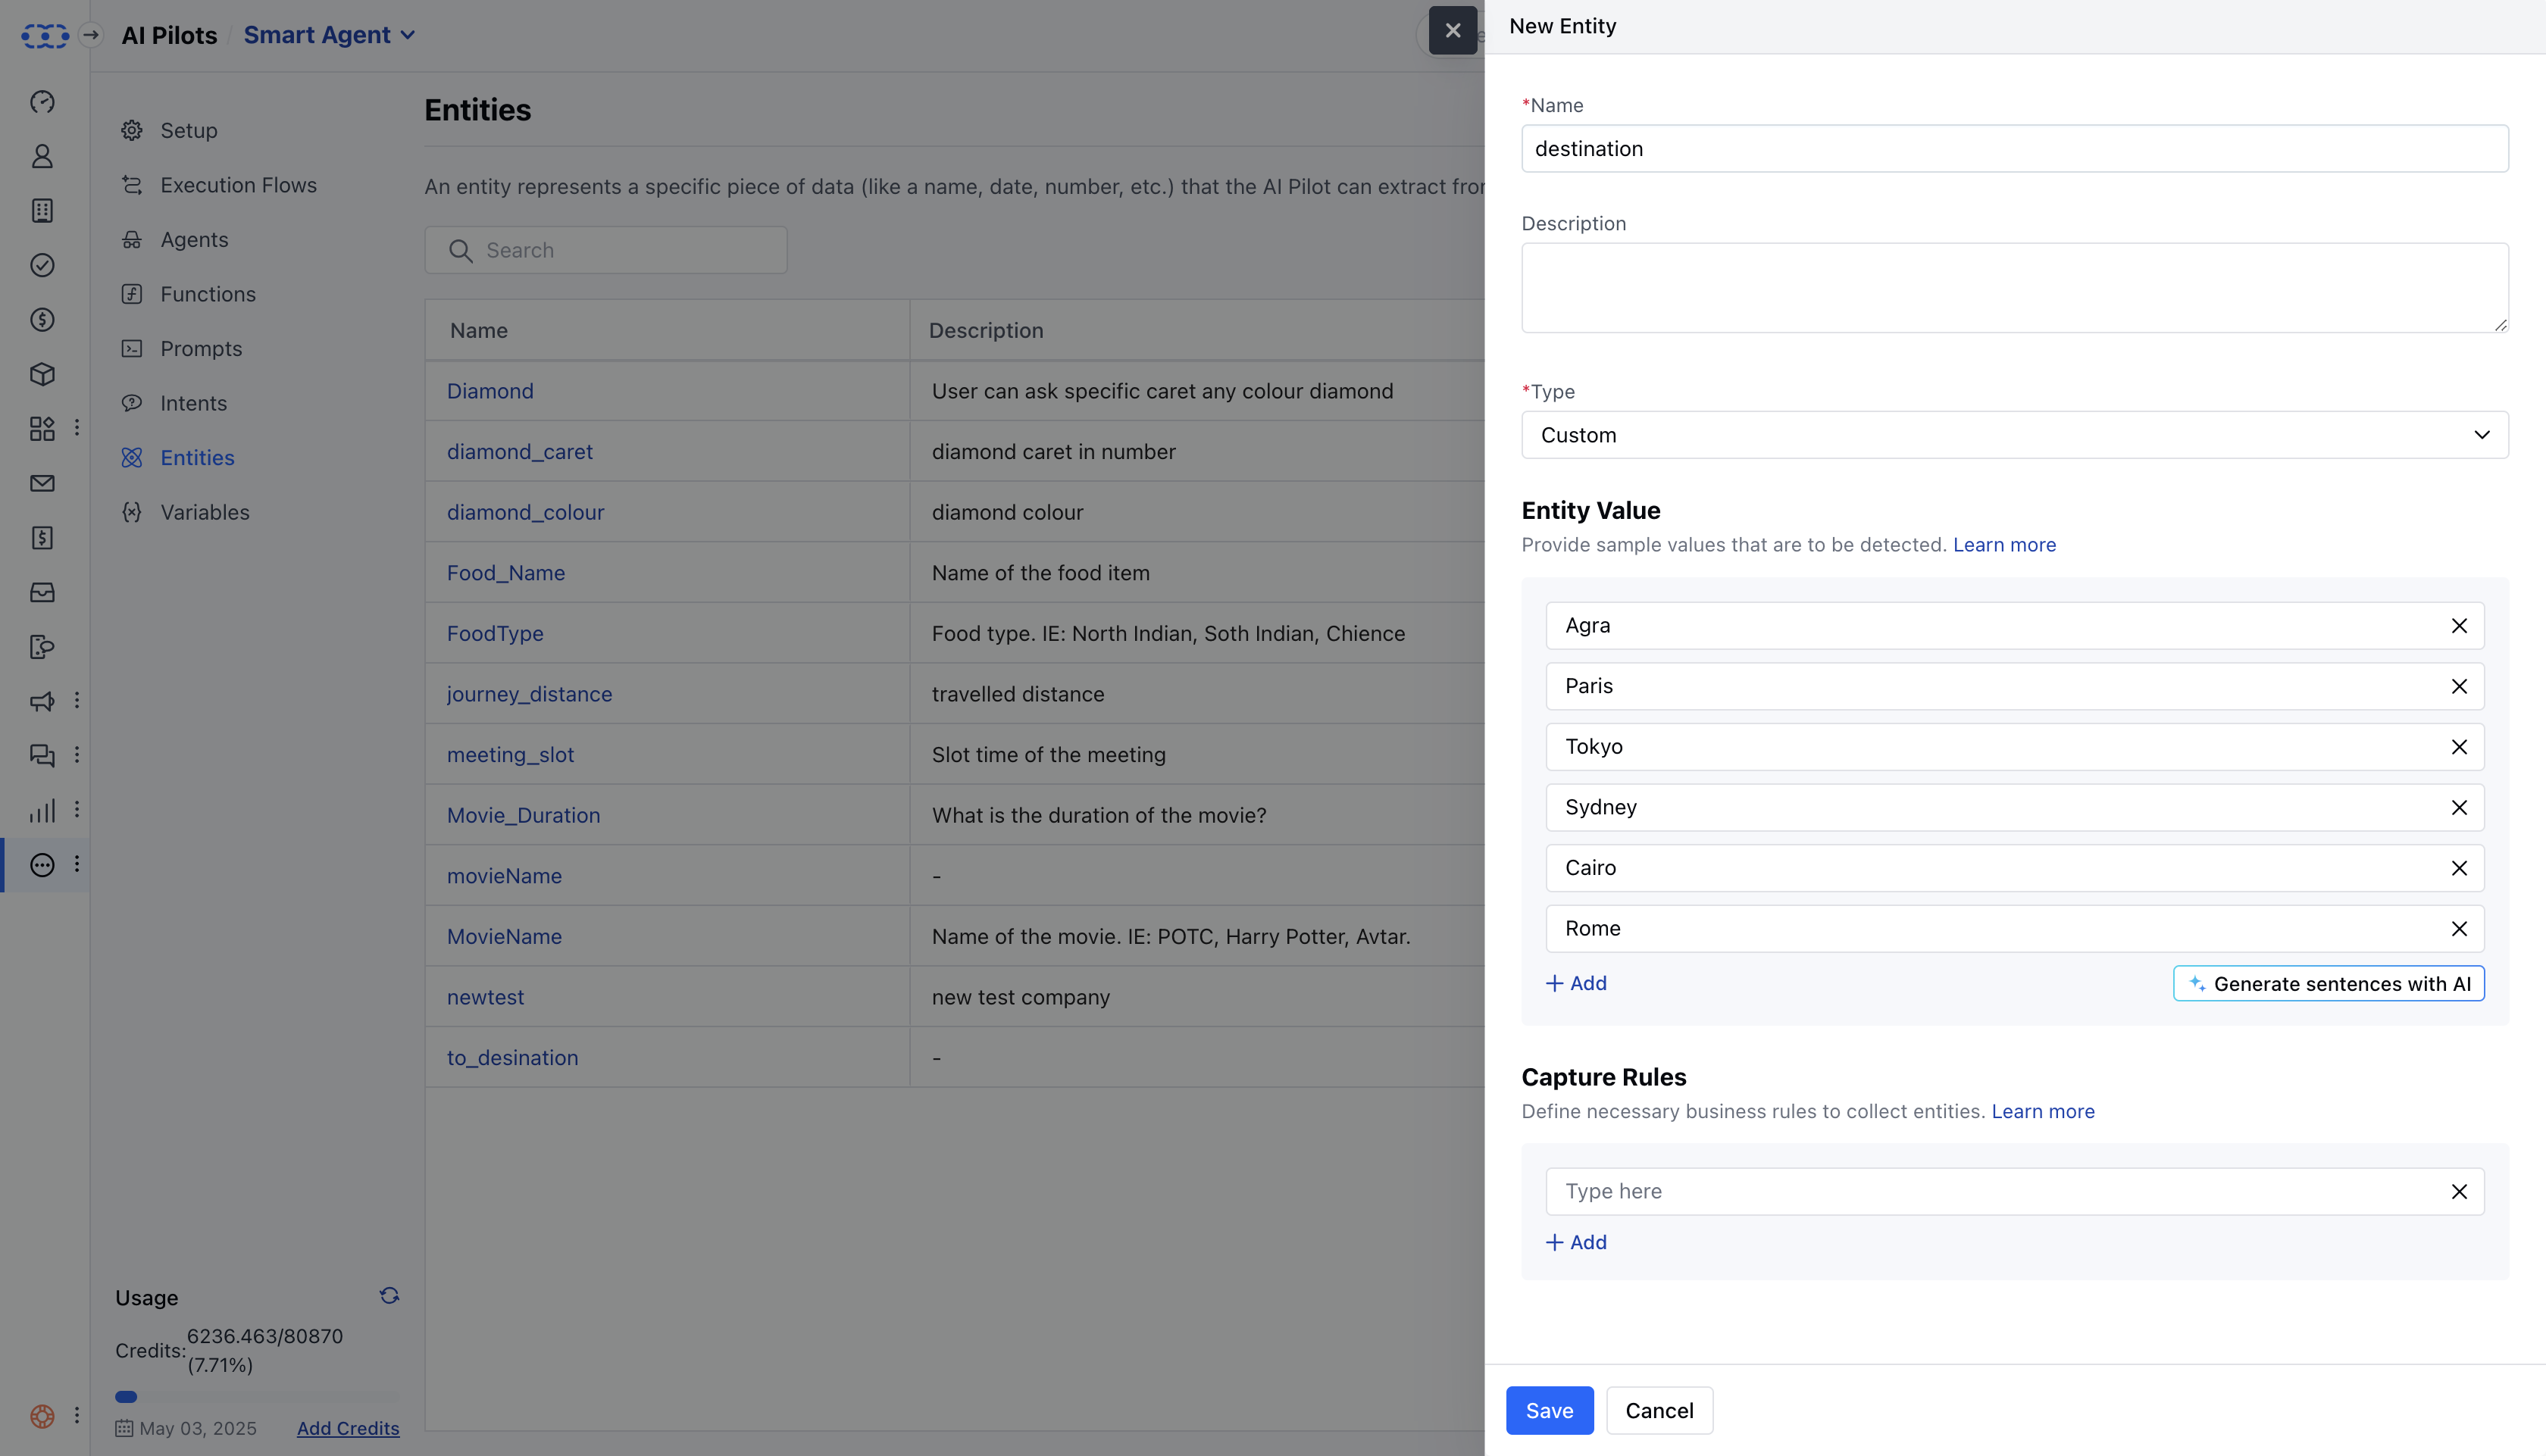 AI Pilots / Smart Agent
New Entity
Setup
Execution Flows
Agents
Functions
Prompts
Intents
Entities
Variables
Usage
Credits: 6236.463/80870
(7.71%)
May 03, 2025 Add Credits
Entities
An entity represents a specific piece of data (like a name, date, number, etc.) that the AI Pilot can extract
Search
Name Description
Diamond User can ask specific caret any colour diamond
diamond_caret diamond caret in number
diamond_colour diamond colour
Food_Name Name of the food item
FoodType Food type. IE: North Indian, Soth Indian, Chience
journey_distance travelled distance
meeting_slot Slot time of the meeting
Movie_Duration What is the duration of the movie?
movieName -
MovieName Name of the movie. IE: POTC, Harry Potter, Avtar.
newtest new test company
to_desination -
*Name
destination
Description
*Type
Custom
Entity Value
Provide sample values that are to be detected. Learn more
Agra
Paris
Tokyo
Sydney
Cairo
Rome
+ Add Generate sentences with AI
Capture Rules
Define necessary business rules to collect entities. Learn more
Type here
+ Add
Save Cancel